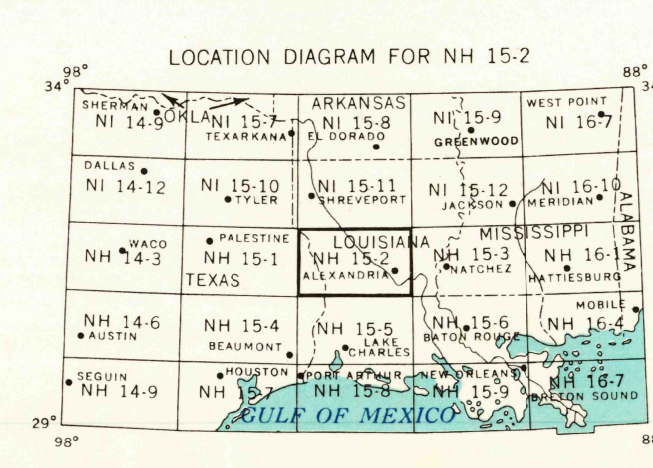 LOCATION DIAGRAM FOR NH 15-2
98°
88°
34°
34
SHERMAN
NI 14-9
OKLA
NI 15-7
TEXARKANA
ARKANSAS
NI 15-8
EL DORADO
NI 15-9
GREENWOOD
WEST POINT
NI 16-7
DALLAS
NI 14-12
NI 15-10
TYLER
NI 15-11
SHREVEPORT
NI 15-12
JACKSON
NI 16-10
MERIDIAN
ALABAMA
WACO
NH 14-3
PALESTINE
NH 15-1
TEXAS
LOUISIANA
NH 15-2
ALEXANDRIA
MISSISSIPPI
NH 15-3
NATCHEZ
NH 16-1
HATTIESBURG
NH 14-6
AUSTIN
NH 15-4
BEAUMONT
NH 15-5
LAKE
CHARLES
NH 15-6
BATON ROUGE
MOBILE
NH 16-4
SEGUIN
NH 14-9
HOUSTON
NH 15-7
PORT ARTHUR
NH 15-8
NEW ORLEANS
NH 15-9
NH 16-7
BRETON SOUND
GULF OF MEXICO
29°
98°
88